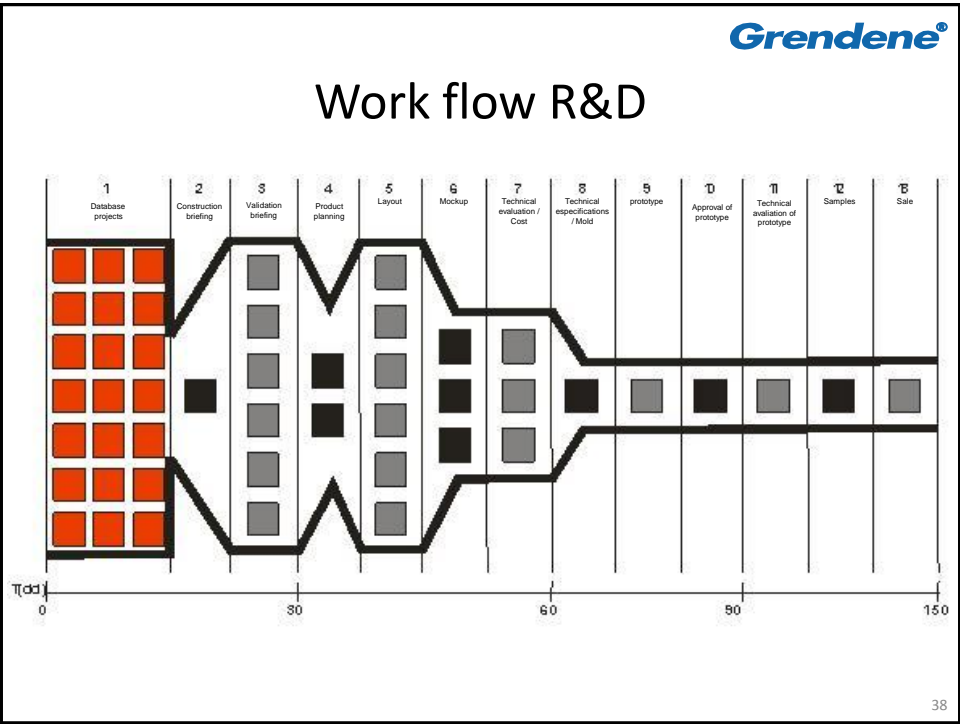 Grendene®
Work flow R&D
1
Database
projects
2
Construction
briefing
3
Validation
briefing
4
Product
planning
5
Layout
6
Mockup
7
Technical
evaluation /
Cost
8
Technical
especifications
/ Mold
9
prototype
10
Approval of
prototype
11
Technical
avaliation of
prototype
12
Samples
13
Sale
T(dd)
0
30
60
90
150
38